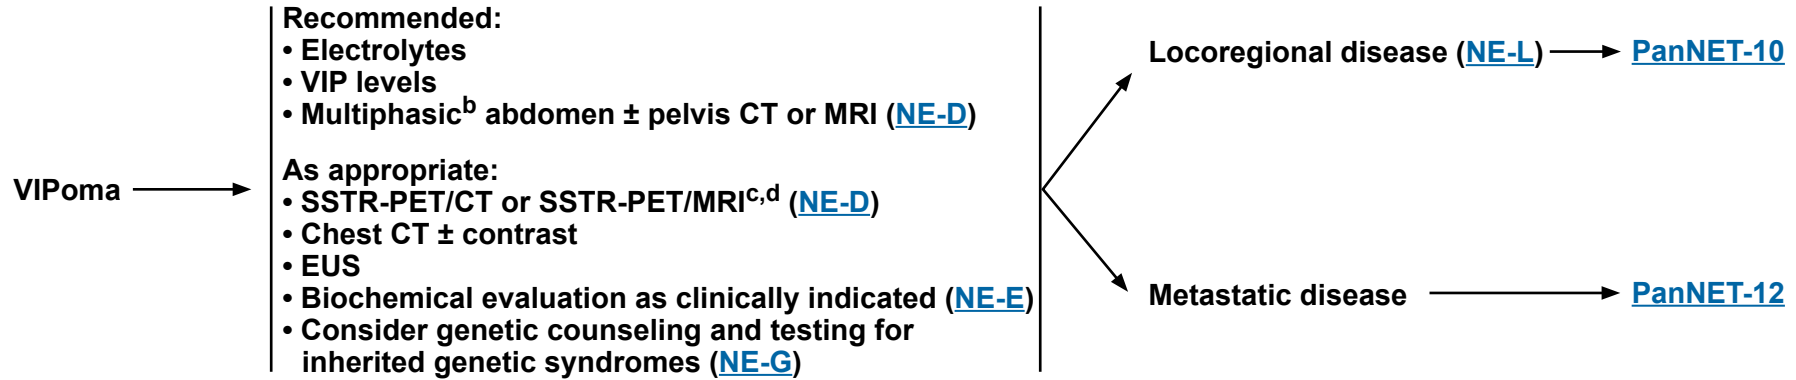 VIPoma
Recommended:
• Electrolytes
• VIP levels
• Multiphasicᵇ abdomen ± pelvis CT or MRI (NE-D)
As appropriate:
• SSTR-PET/CT or SSTR-PET/MRIᶜ,ᵈ (NE-D)
• Chest CT ± contrast
• EUS
• Biochemical evaluation as clinically indicated (NE-E)
• Consider genetic counseling and testing for
inherited genetic syndromes (NE-G)
Locoregional disease (NE-L)
PanNET-10
Metastatic disease
PanNET-12